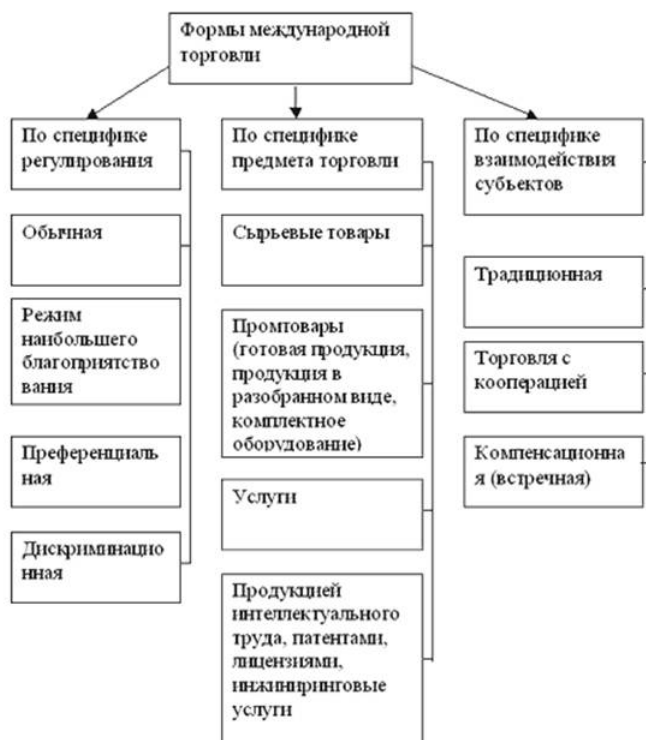 Формы международной
торговли
По специфике
регулирования
Обычная
Режим
наибольшего
благоприятство
вания
Преференциаль
ная
Дискриминацио
нная
По специфике
предмета торговли
Сырьевые товары
Промтовары
(готовая продукция,
продукция в
разобранном виде,
комплектное
оборудование)
Услуги
Продукцией
интеллектуального
труда, патентами,
лицензиями,
инжиниринговые
услуги
По специфике
взаимодействия
субъектов
Традиционная
Торговля с
кооперацией
Компенсационна
я (встречная)